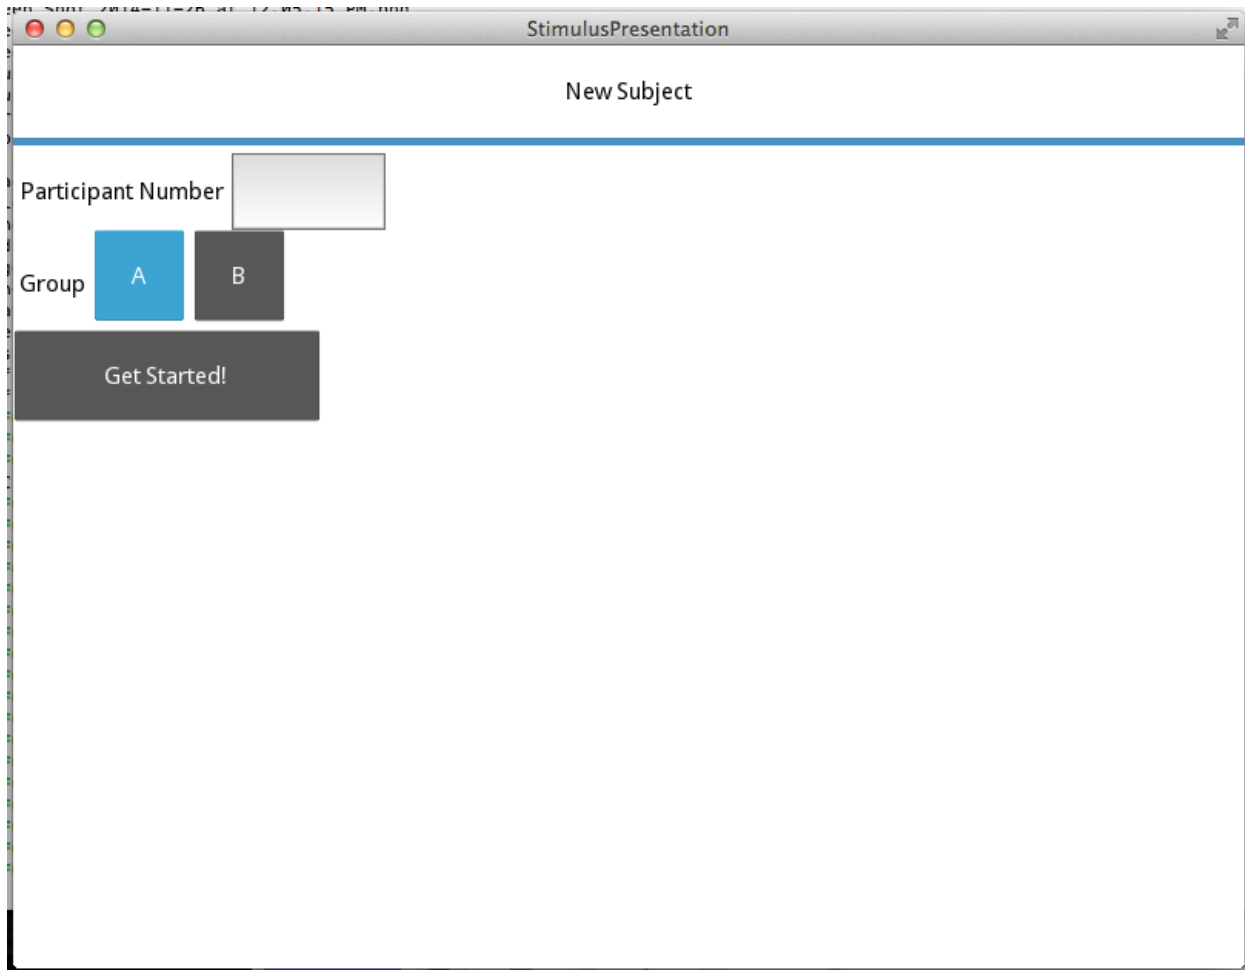 StimulusPresentation
New Subject
Participant Number
Group A B
Get Started!